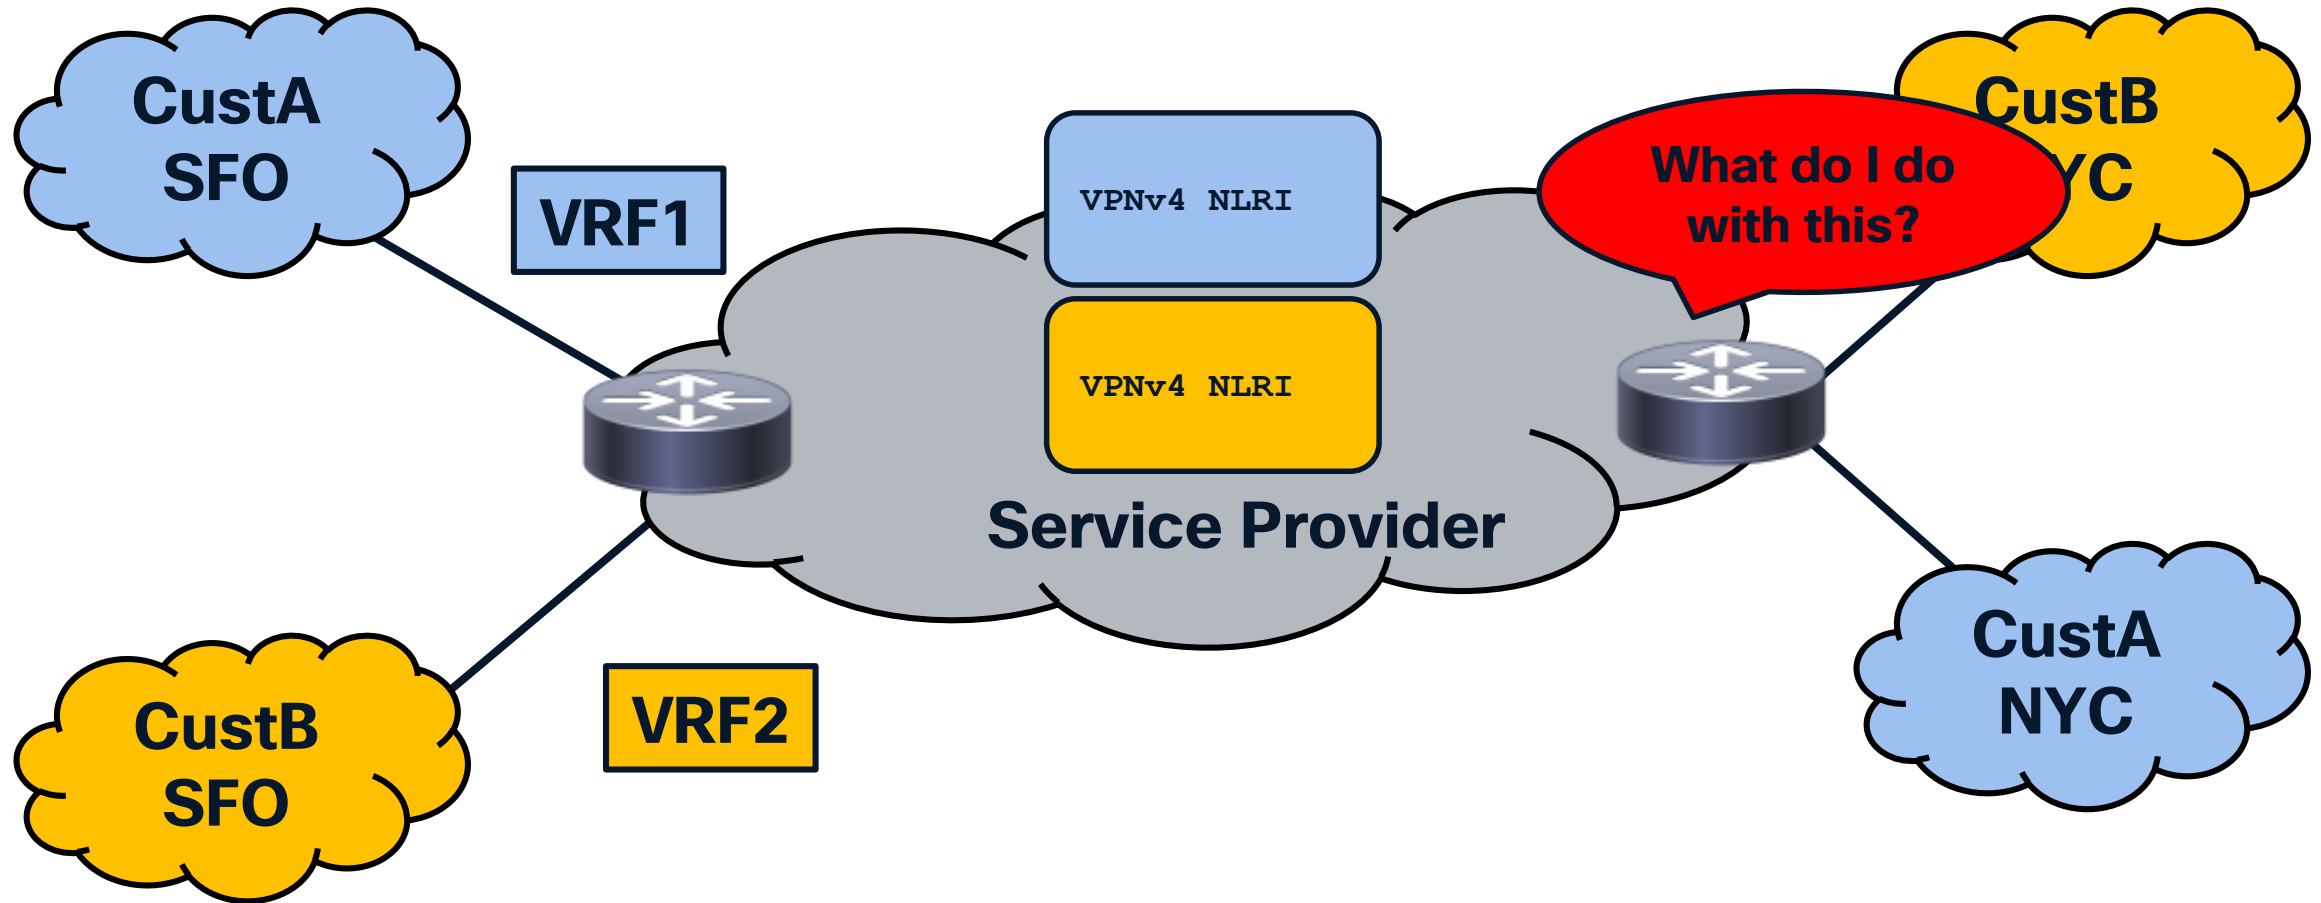 CustA
SFO
VRF1
VPNv4 NLRI
VPNv4 NLRI
Service Provider
What do I do
with this?
CustB
YC
CustB
SFO
VRF2
CustA
NYC